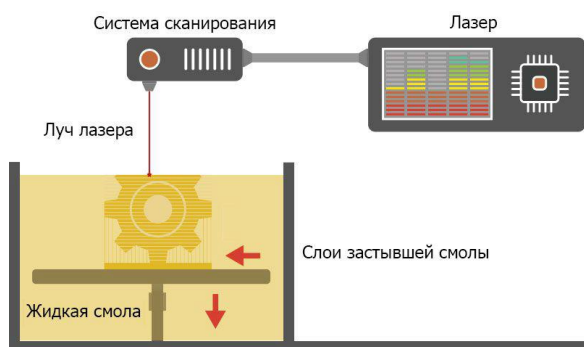 Система сканирования
Лазер
Луч лазера
Слои застывшей смолы
Жидкая смола